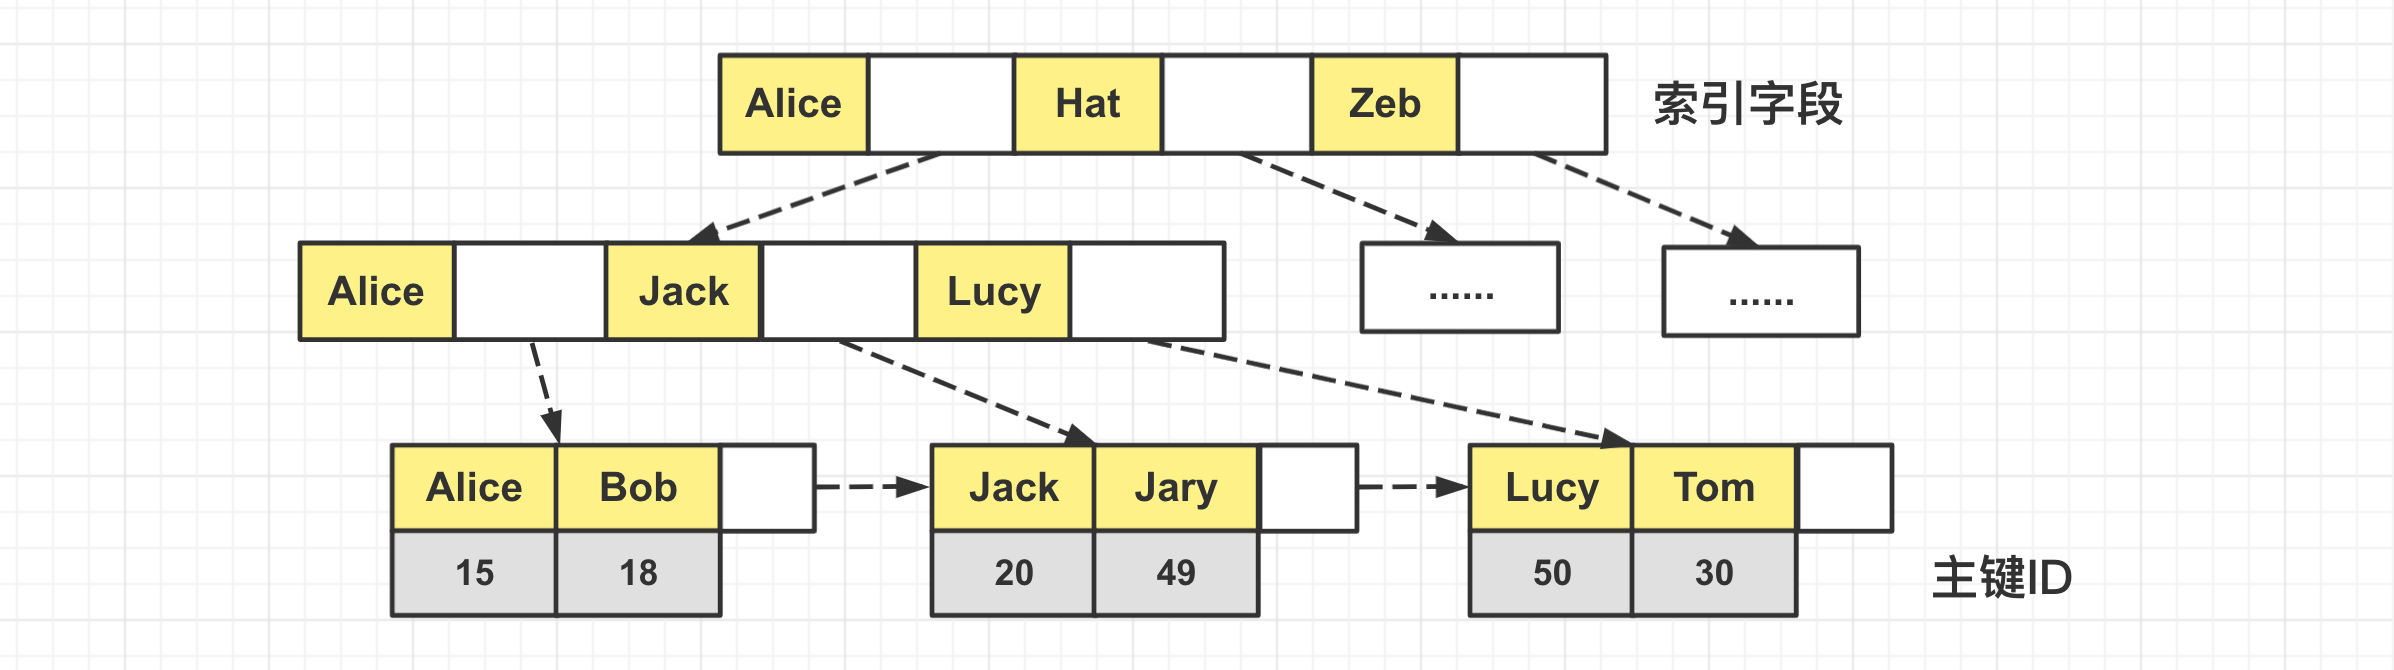 Alice Hat Zeb 索引字段
Alice Jack Lucy ...... ......
Alice Bob Jack Jary Lucy Tom
15 18 20 49 50 30 主键ID